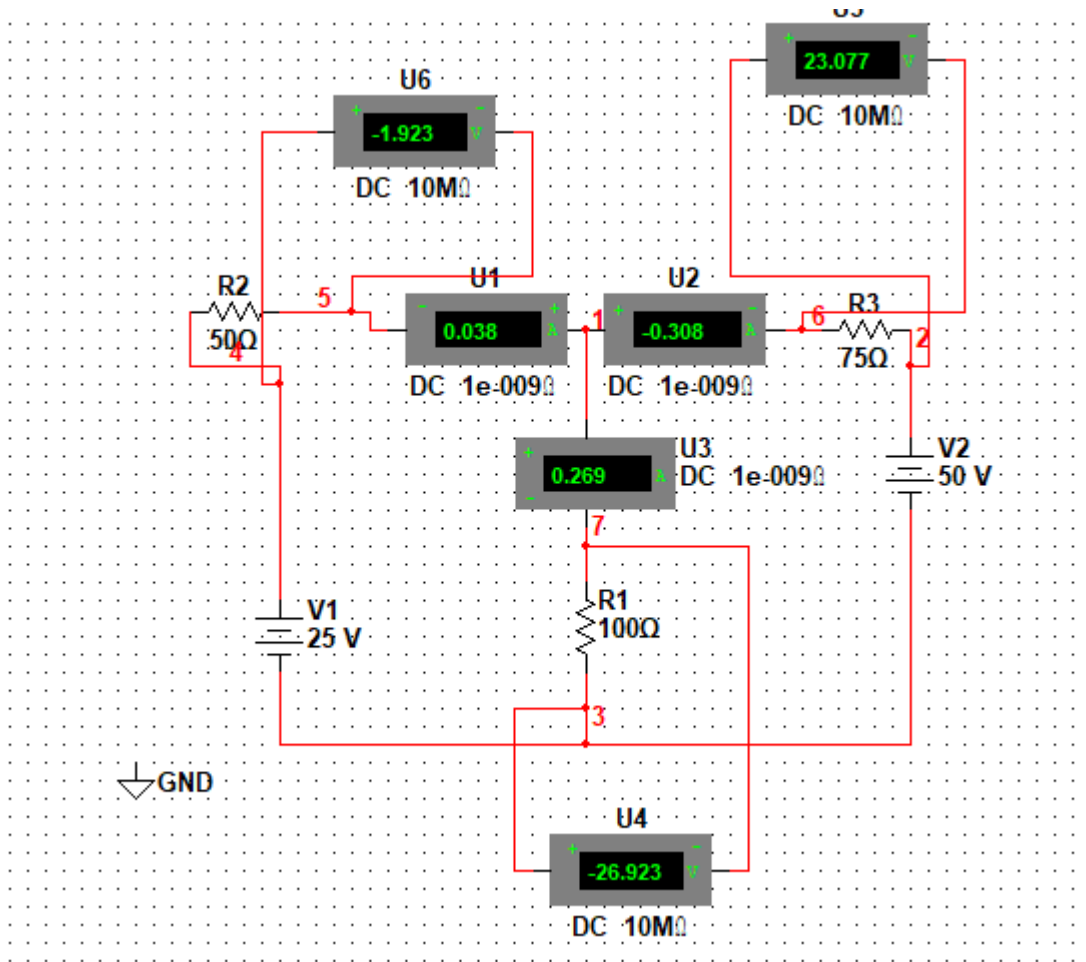 U5
+ -
23.077 V
DC 10MΩ
U6
+ -
-1.923 V
DC 10MΩ
R2
50Ω
4
5
U1
- +
0.038 A
DC 1e-009Ω
1
U2
+ -
-0.308 A
DC 1e-009Ω
6
R3
75Ω
2
U3
DC 1e-009Ω
+
0.269 A
-
7
V2
50 V
R1
100Ω
V1
25 V
3
GND
U4
+ -
-26.923 V
DC 10MΩ